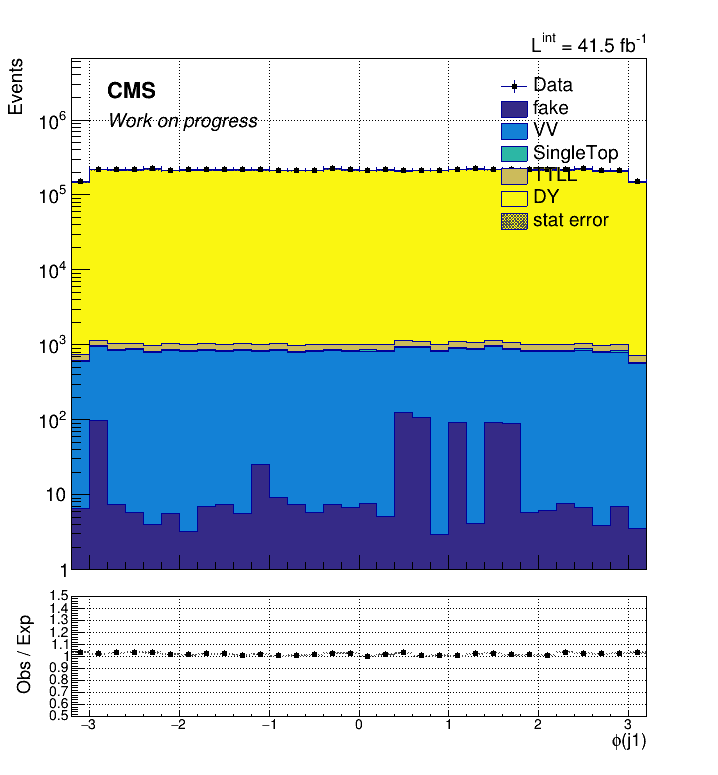 L^int = 41.5 fb^-1
Events
CMS
Work on progress
Data
fake
VV
SingleTop
TTLL
DY
stat error
10^6
10^5
10^4
10^3
10^2
10
1
Obs / Exp
1.5
1.4
1.3
1.2
1.1
1
0.9
0.8
0.7
0.6
0.5
−3 −2 −1 0 1 2 3
ϕ(j1)